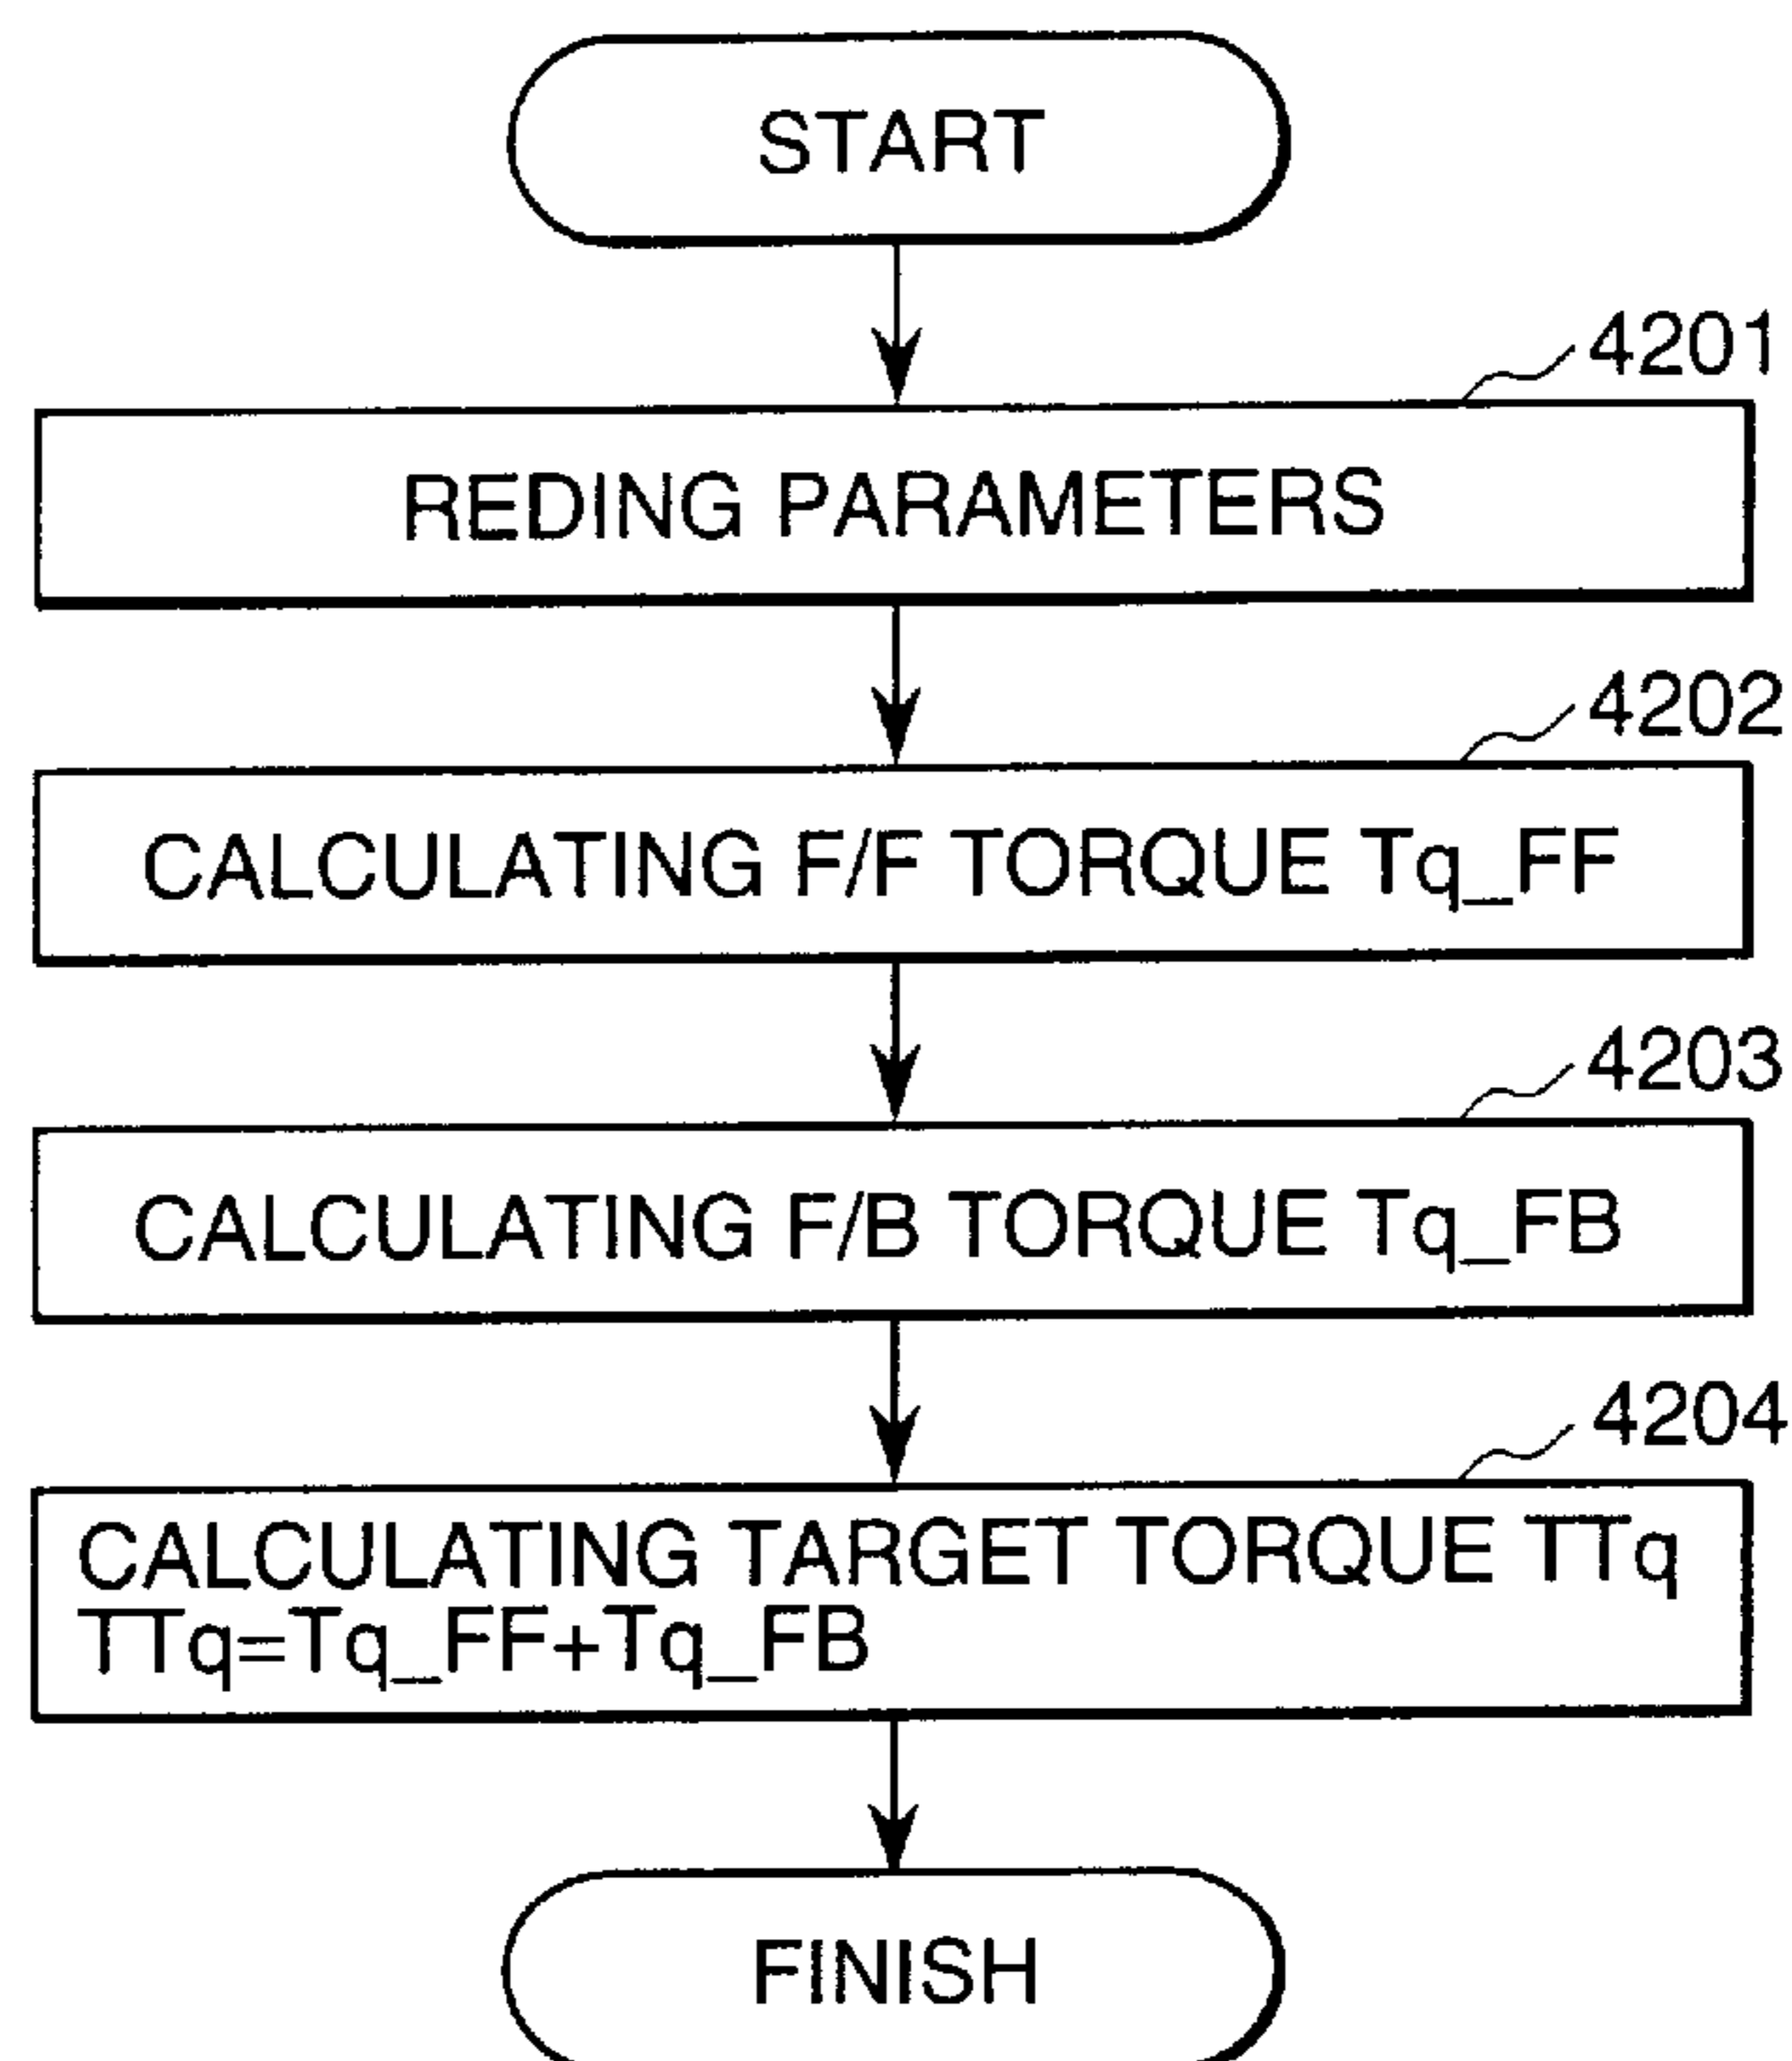 START
4201
REDING PARAMETERS
4202
CALCULATING F/F TORQUE Tq_FF
4203
CALCULATING F/B TORQUE Tq_FB
4204
CALCULATING TARGET TORQUE TTq
TTq=Tq_FF+Tq_FB
FINISH